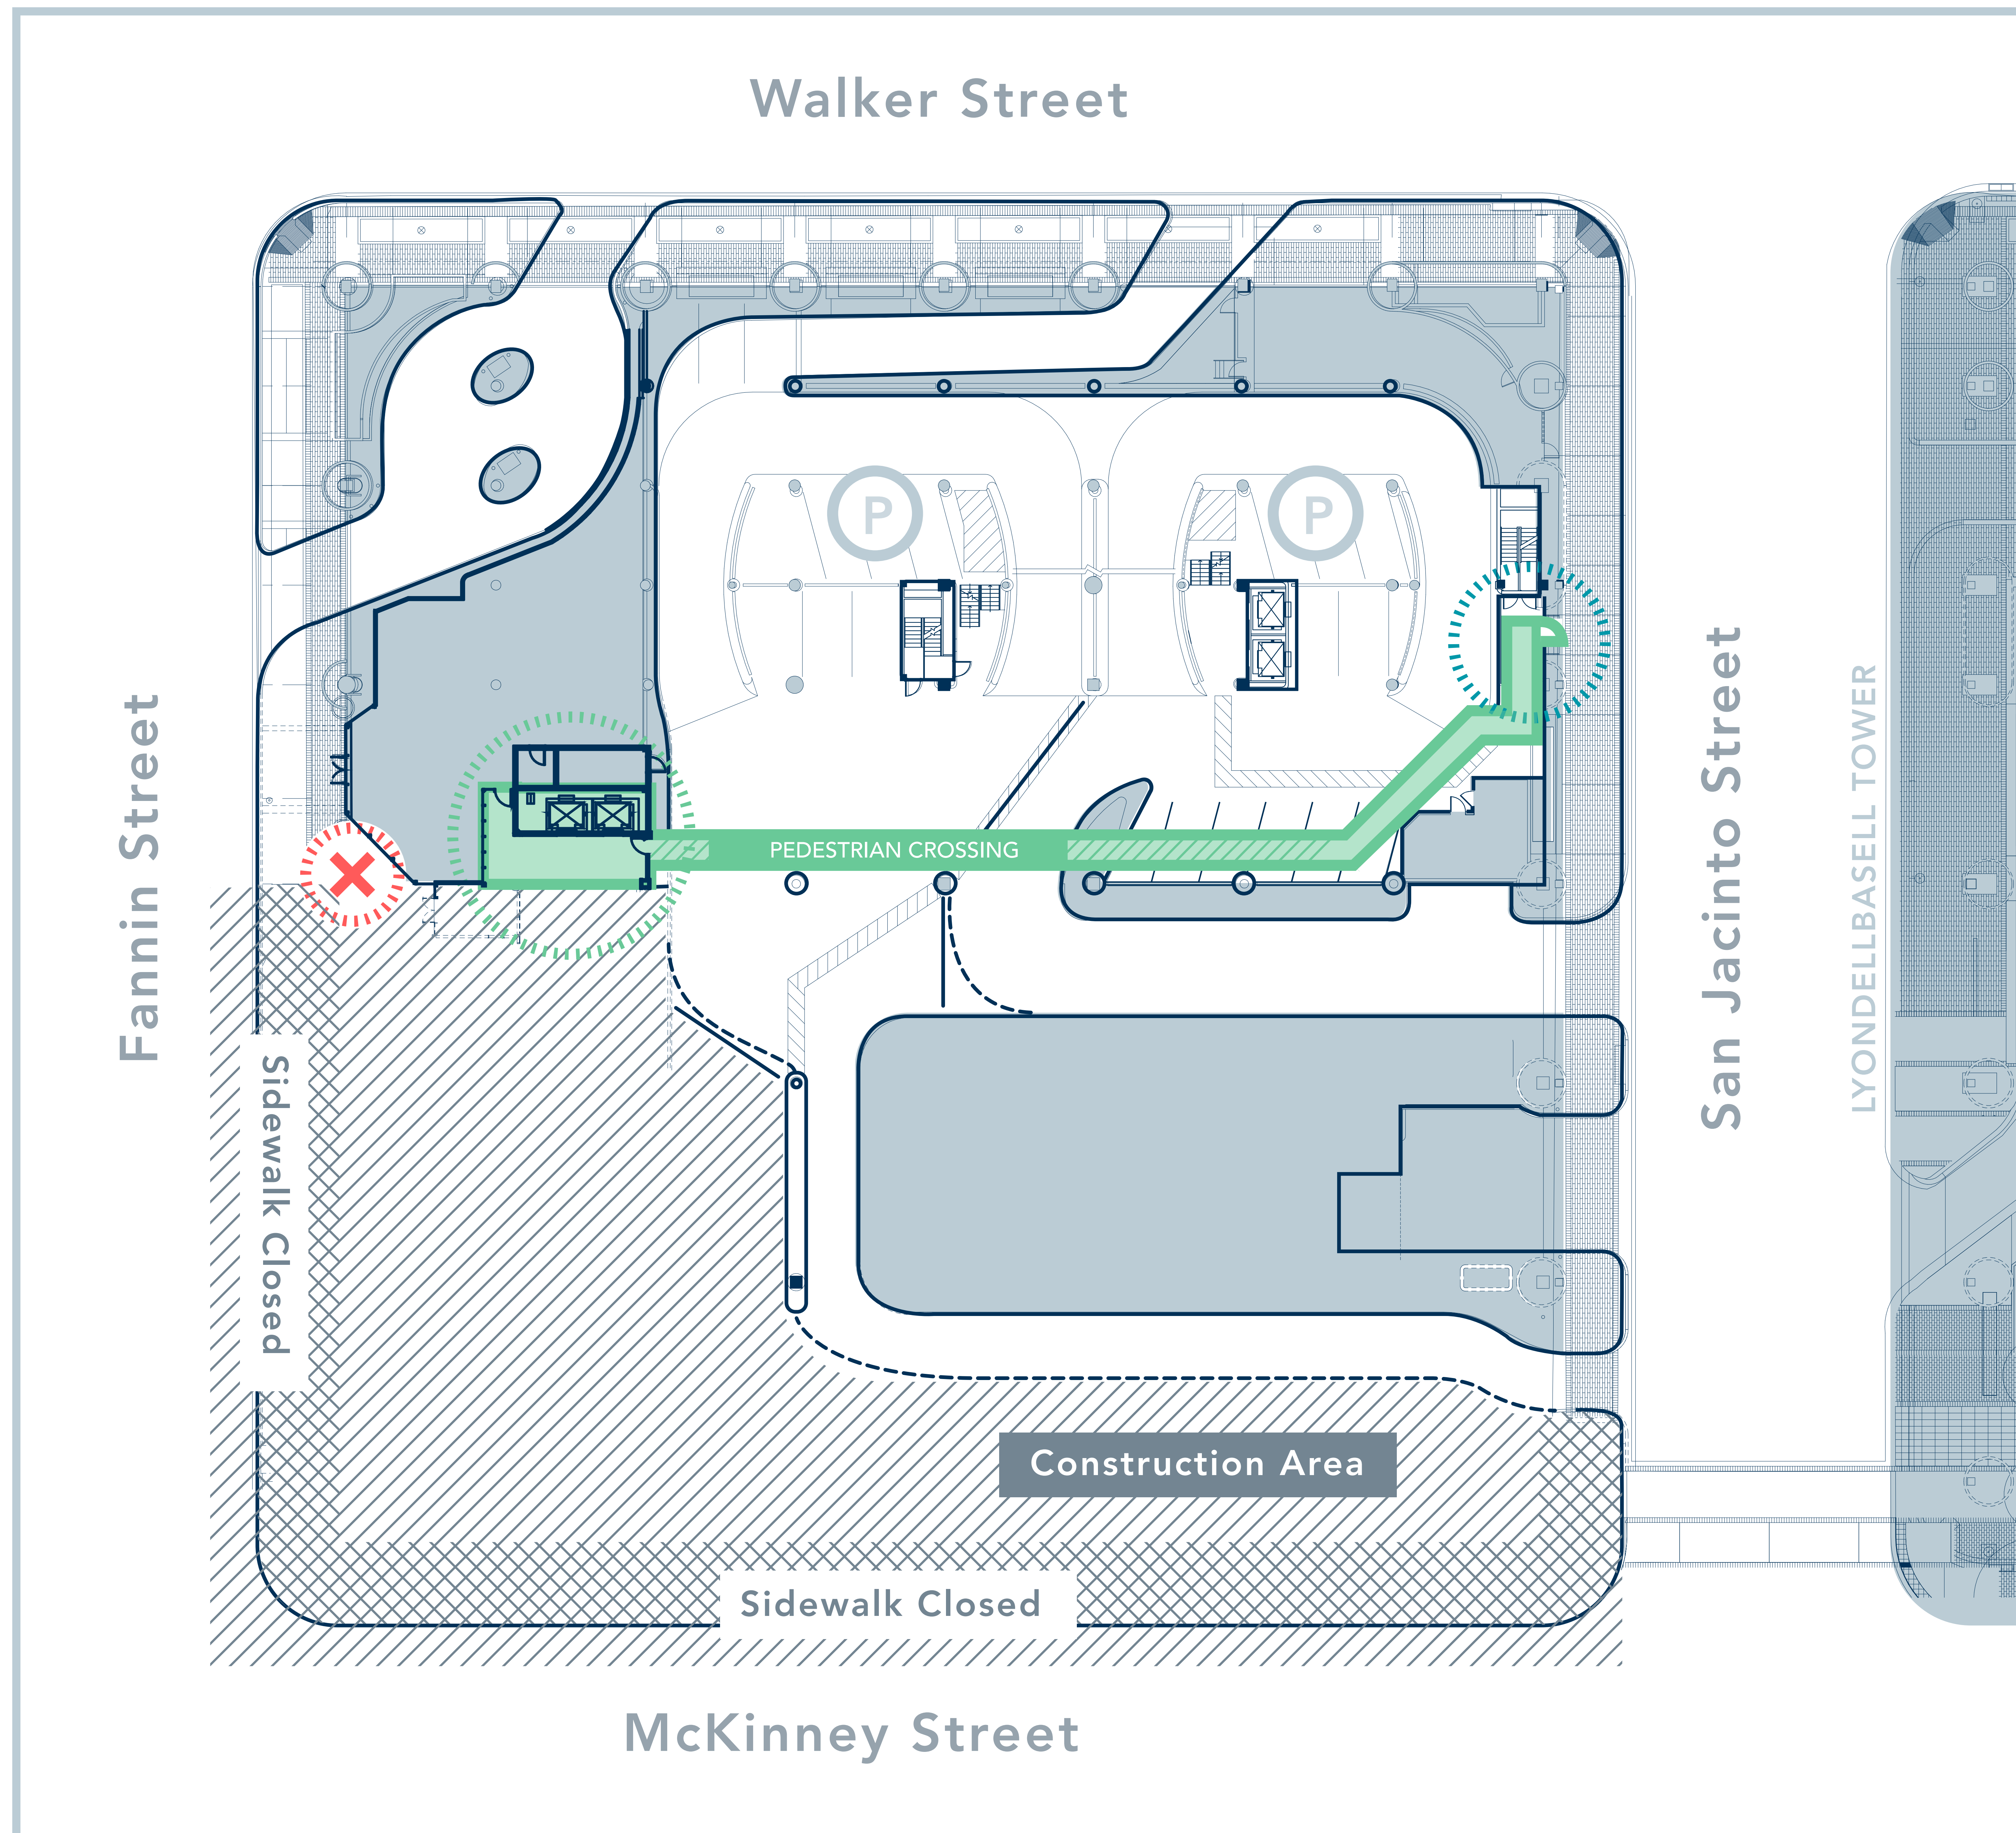 Walker Street
P
P
Fannin Street
San Jacinto Street
LYONDELLBASELL TOWER
PEDESTRIAN CROSSING
Sidewalk Closed
Construction Area
Sidewalk Closed
McKinney Street